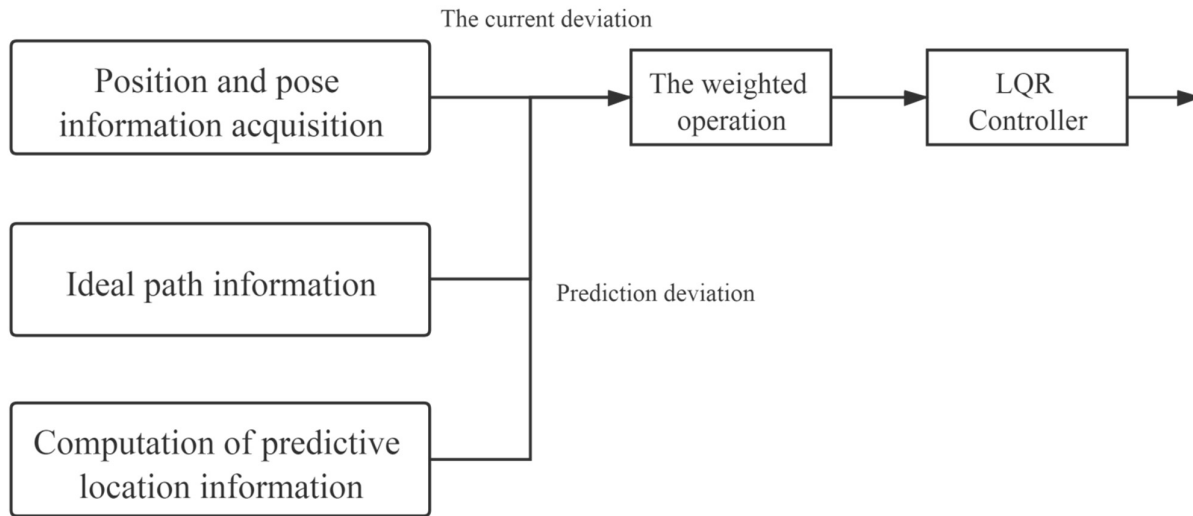 The current deviation
Position and pose
information acquisition
The weighted
operation
LQR
Controller
Ideal path information
Prediction deviation
Computation of predictive
location information